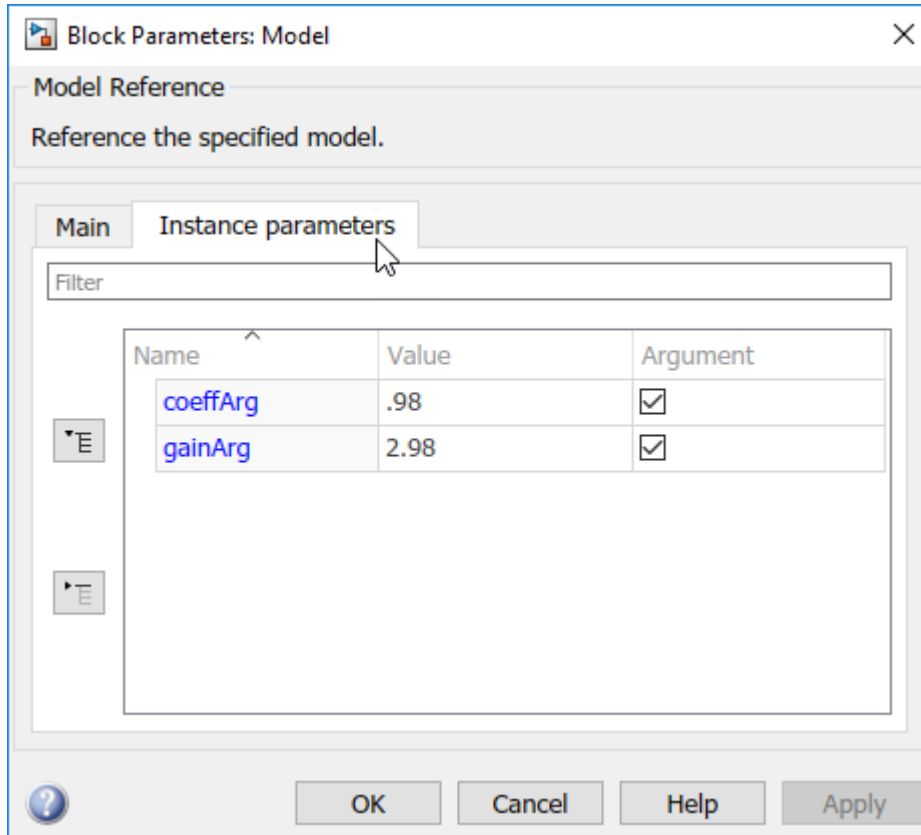 Block Parameters: Model
Model Reference
Reference the specified model.
Main Instance parameters
Filter
Name Value Argument
coeffArg .98
gainArg 2.98
OK Cancel Help Apply